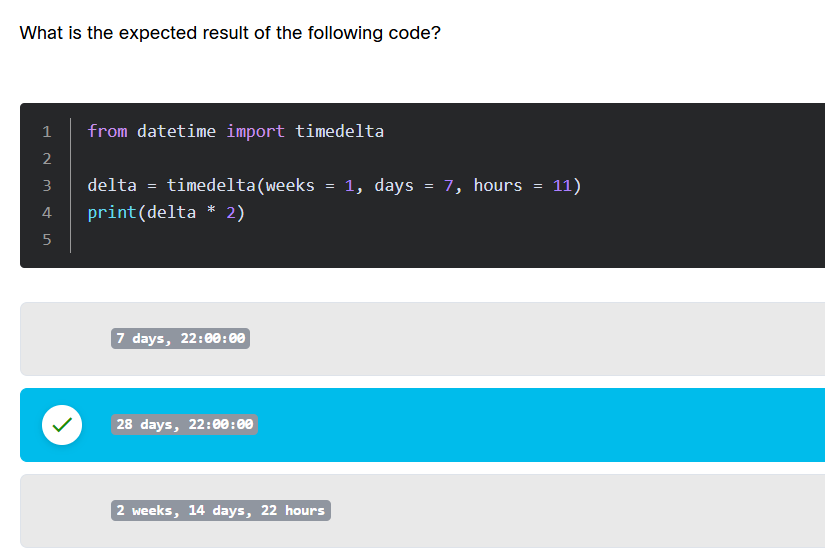 What is the expected result of the following code?
1 from datetime import timedelta
2
3 delta = timedelta(weeks = 1, days = 7, hours = 11)
4 print(delta * 2)
5
7 days, 22:00:00
28 days, 22:00:00
2 weeks, 14 days, 22 hours